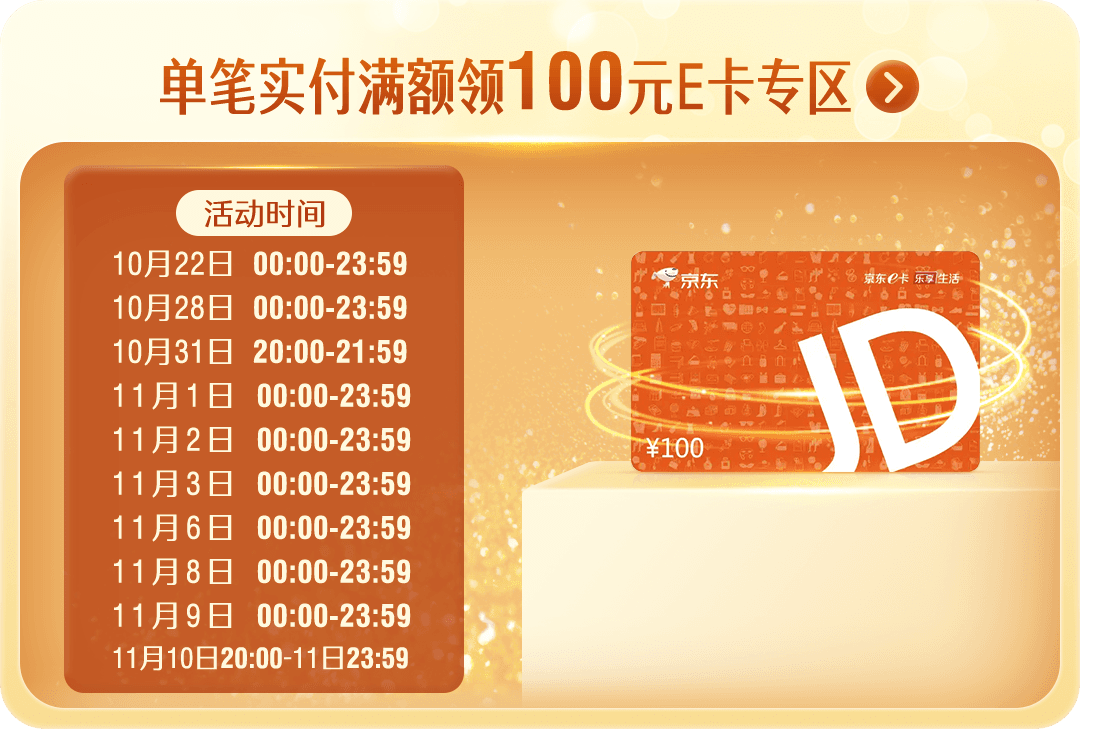 单笔实付满额领100元E卡专区
活动时间
10月22日 00:00-23:59
10月28日 00:00-23:59
10月31日 20:00-21:59
11月1日 00:00-23:59
11月2日 00:00-23:59
11月3日 00:00-23:59
11月6日 00:00-23:59
11月8日 00:00-23:59
11月9日 00:00-23:59
11月10日20:00-11日23:59
京东
京东e卡 乐享生活
JD
¥100